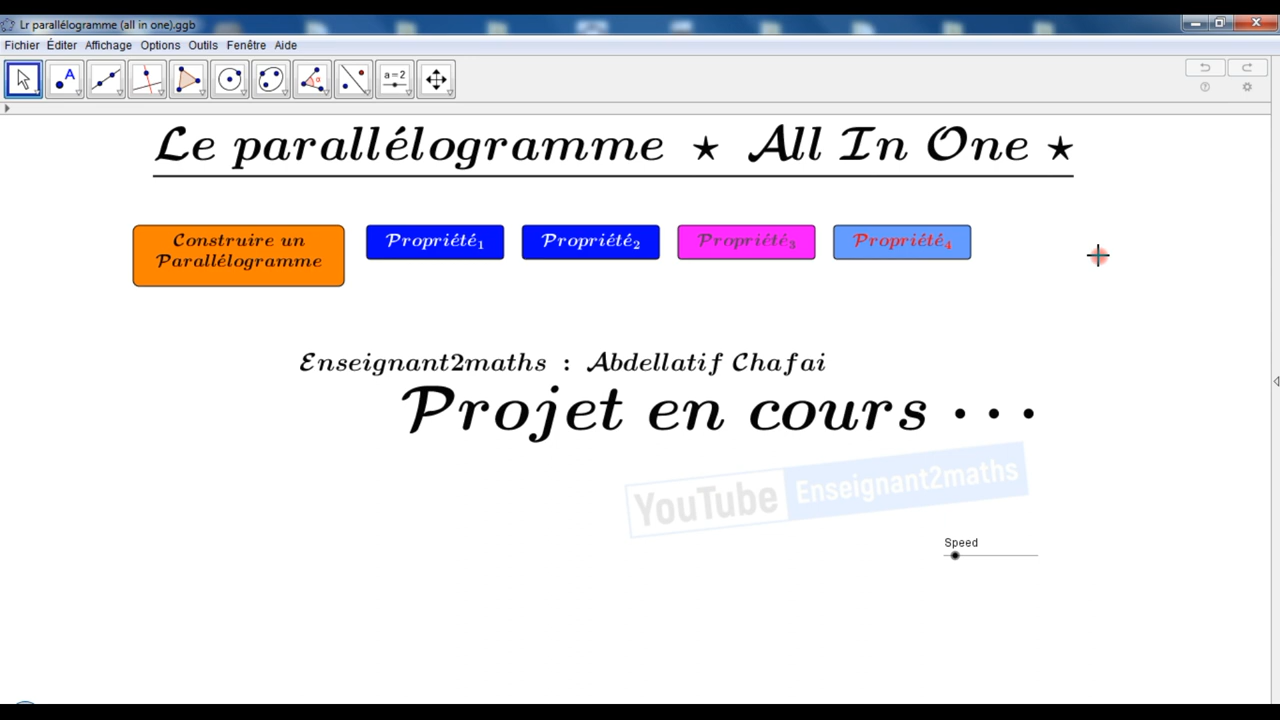 Lr parallélogramme (all in one).ggb
Fichier Éditer Affichage Options Outils Fenêtre Aide
A
α
a=2
Le parallélogramme ★ All In One ★
Construire un
Parallélogramme
Propriété₁
Propriété₂
Propriété₃
Propriété₄
Enseignant2maths : Abdellatif Chafai
Projet en cours ···
YouTube Enseignant2maths
Speed